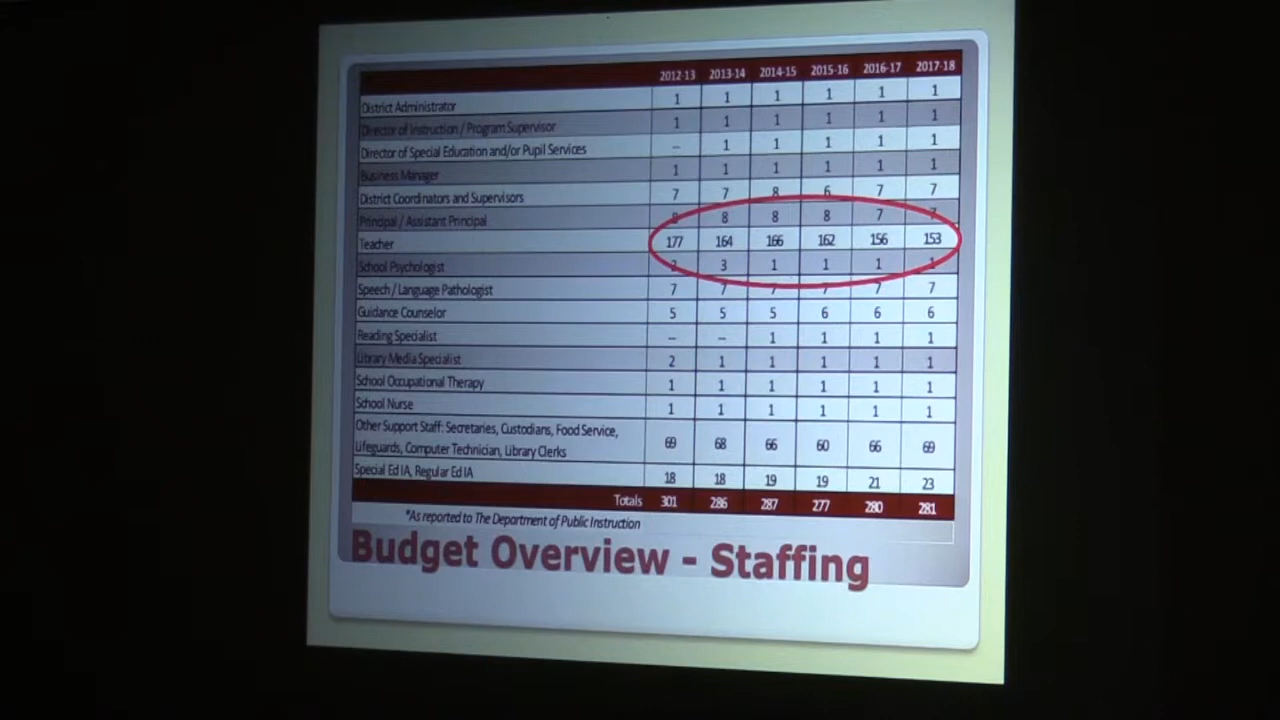 2012-13 2013-14 2014-15 2015-16 2016-17 2017-18
District Administrator 1 1 1 1 1 1
Director of Instruction / Program Supervisor 1 1 1 1 1 1
Director of Special Education and/or Pupil Services -- 1 1 1 1 1
Business Manager 1 1 1 1 1 1
District Coordinators and Supervisors 7 7 8 6 7 7
Principal / Assistant Principal 8 8 8 7 7
Teacher 177 164 166 162 156 153
School Psychologist 3 1 1 1 1
Speech / Language Pathologist 7 7 7 7 7 7
Guidance Counselor 5 5 5 6 6 6
Reading Specialist -- -- 1 1 1 1
Library Media Specialist 2 1 1 1 1 1
School Occupational Therapy 1 1 1 1 1 1
School Nurse 1 1 1 1 1 1
Other Support Staff: Secretaries, Custodians, Food Service,
Lifeguards, Computer Technician, Library Clerks 69 68 66 60 66 69
Special Ed IA, Regular Ed IA 18 18 19 19 21 23
Totals 301 286 287 277 280 281
*As reported to The Department of Public Instruction
Budget Overview - Staffing